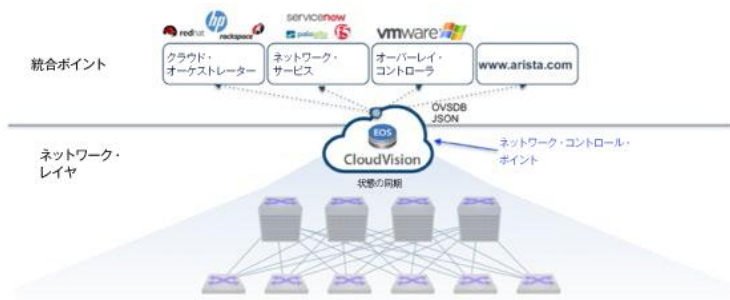 redhat
hp
rackspace
servicenow
paloalto
F5
vmware
統合ポイント
クラウド・
オーケストレーター
ネットワーク・
サービス
オーバーレイ・
コントローラ
www.arista.com
OVSDB
JSON
EOS
CloudVision
状態の同期
ネットワーク・コントロール・
ポイント
ネットワーク・
レイヤ